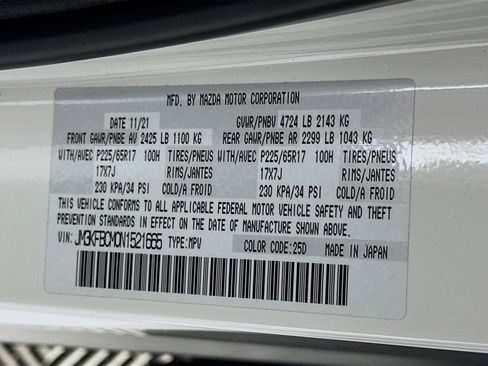 MFD. BY MAZDA MOTOR CORPORATION
DATE 11/21 GVWR/PNBV 4724 LB 2143 KG
FRONT GAWR/PNBE AV 2425 LB 1100 KG REAR GAWR/PNBE AR 2299 LB 1043 KG
WITH/AVEC P225/65R17 100H TIRES/PNEUS WITH/AVEC P225/65R17 100H TIRES/PNEUS
17X7J RIMS/JANTES 17X7J RIMS/JANTES
230 KPA/34 PSI COLD/A FROID 230 KPA/34 PSI COLD/A FROID
THIS VEHICLE CONFORMS TO ALL APPLICABLE FEDERAL MOTOR VEHICLE SAFETY AND THEFT
PREVENTION STANDARDS IN EFFECT ON THE DATE OF MANUFACTURE SHOWN ABOVE.
VIN: JM3KFBCM0N1521665 TYPE:MPV COLOR CODE:25D MADE IN JAPAN